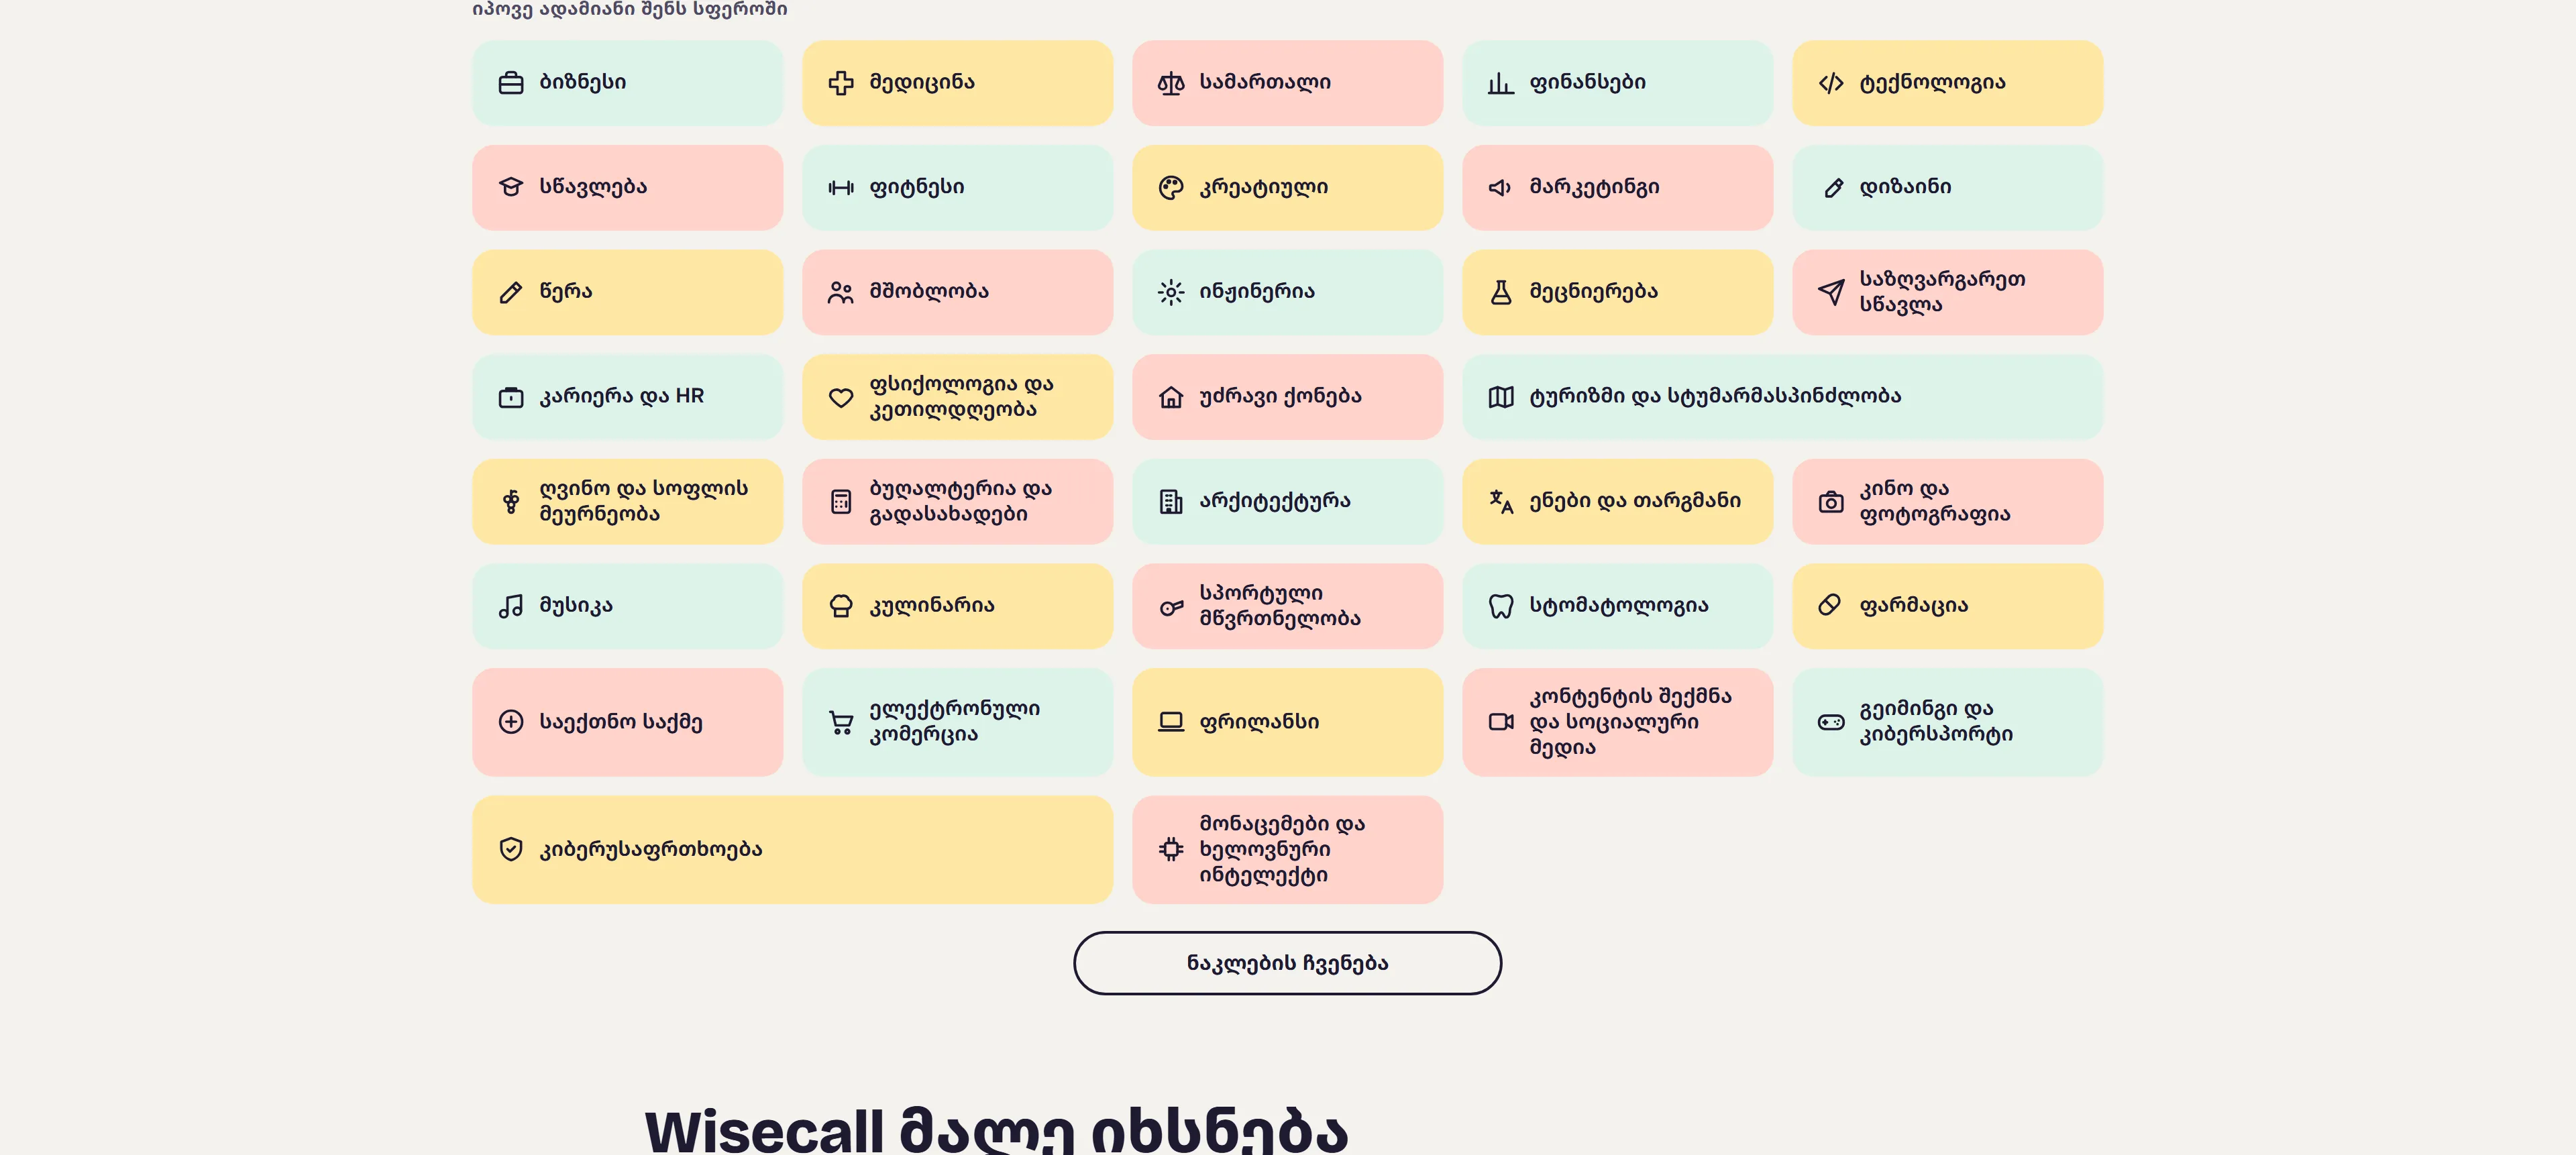 იპოვე ადამიანი შენს სფეროში
ბიზნესი
მედიცინა
სამართალი
ფინანსები
ტექნოლოგია
სწავლება
ფიტნესი
კრეატიული
მარკეტინგი
დიზაინი
წერა
მშობლობა
ინჟინერია
მეცნიერება
საზღვარგარეთ
სწავლა
კარიერა და HR
ფსიქოლოგია და
კეთილდღეობა
უძრავი ქონება
ტურიზმი და სტუმარმასპინძლობა
ღვინო და სოფლის
მეურნეობა
ბუღალტერია და
გადასახადები
არქიტექტურა
ენები და თარგმანი
კინო და
ფოტოგრაფია
მუსიკა
კულინარია
სპორტული
მწვრთნელობა
სტომატოლოგია
ფარმაცია
საექთნო საქმე
ელექტრონული
კომერცია
ფრილანსი
კონტენტის შექმნა
და სოციალური
მედია
გეიმინგი და
კიბერსპორტი
კიბერუსაფრთხოება
მონაცემები და
ხელოვნური
ინტელექტი
ნაკლების ჩვენება
Wisecall მალე იხსნება